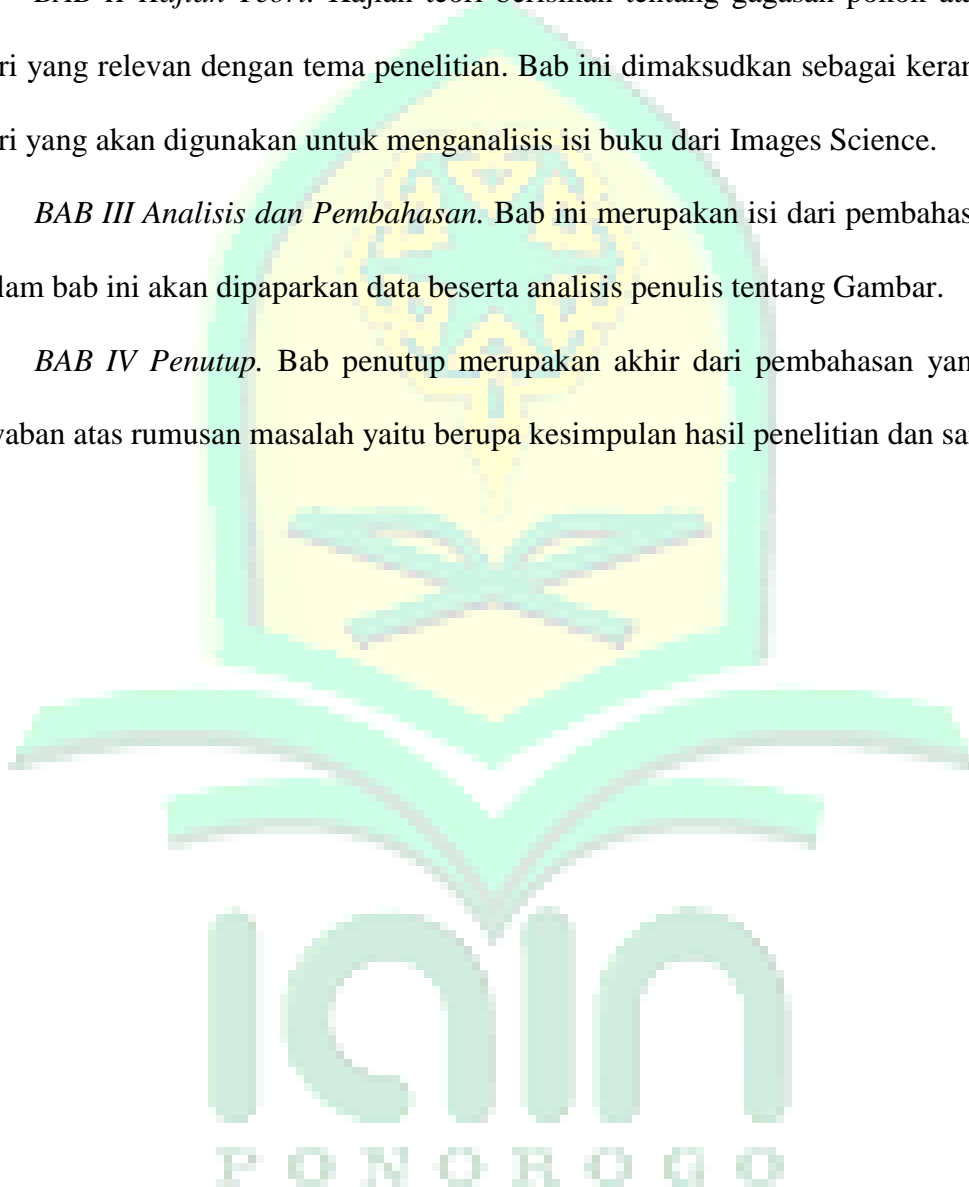 BAB II Kajian Teori. Kajian teori berisikan tentang gagasan pokok
ri yang relevan dengan tema penelitian. Bab ini dimaksudkan sebagai keran
ri yang akan digunakan untuk menganalisis isi buku dari Images Science.
BAB III Analisis dan Pembahasan. Bab ini merupakan isi dari pembahas
lam bab ini akan dipaparkan data beserta analisis penulis tentang Gambar.
BAB IV Penutup. Bab penutup merupakan akhir dari pembahasan yan
vaban atas rumusan masalah yaitu berupa kesimpulan hasil penelitian dan sa
iain
PONOROGO